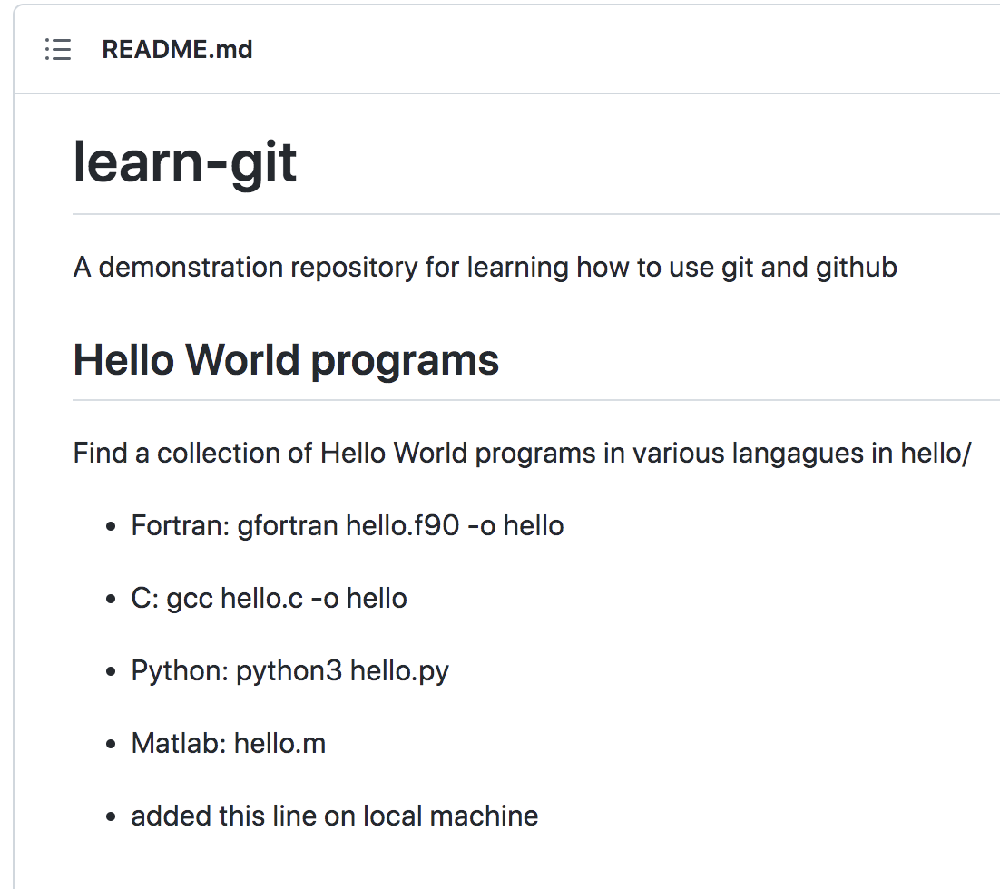 README.md
learn-git
A demonstration repository for learning how to use git and github
Hello World programs
Find a collection of Hello World programs in various langagues in hello/
• Fortran: gfortran hello.f90 -o hello
• C: gcc hello.c -o hello
• Python: python3 hello.py
• Matlab: hello.m
• added this line on local machine